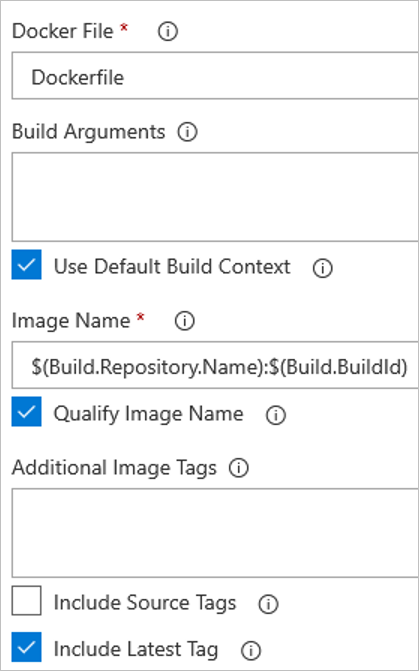 Docker File *
Dockerfile
Build Arguments
Use Default Build Context
Image Name *
$(Build.Repository.Name):$(Build.BuildId)
Qualify Image Name
Additional Image Tags
Include Source Tags
Include Latest Tag